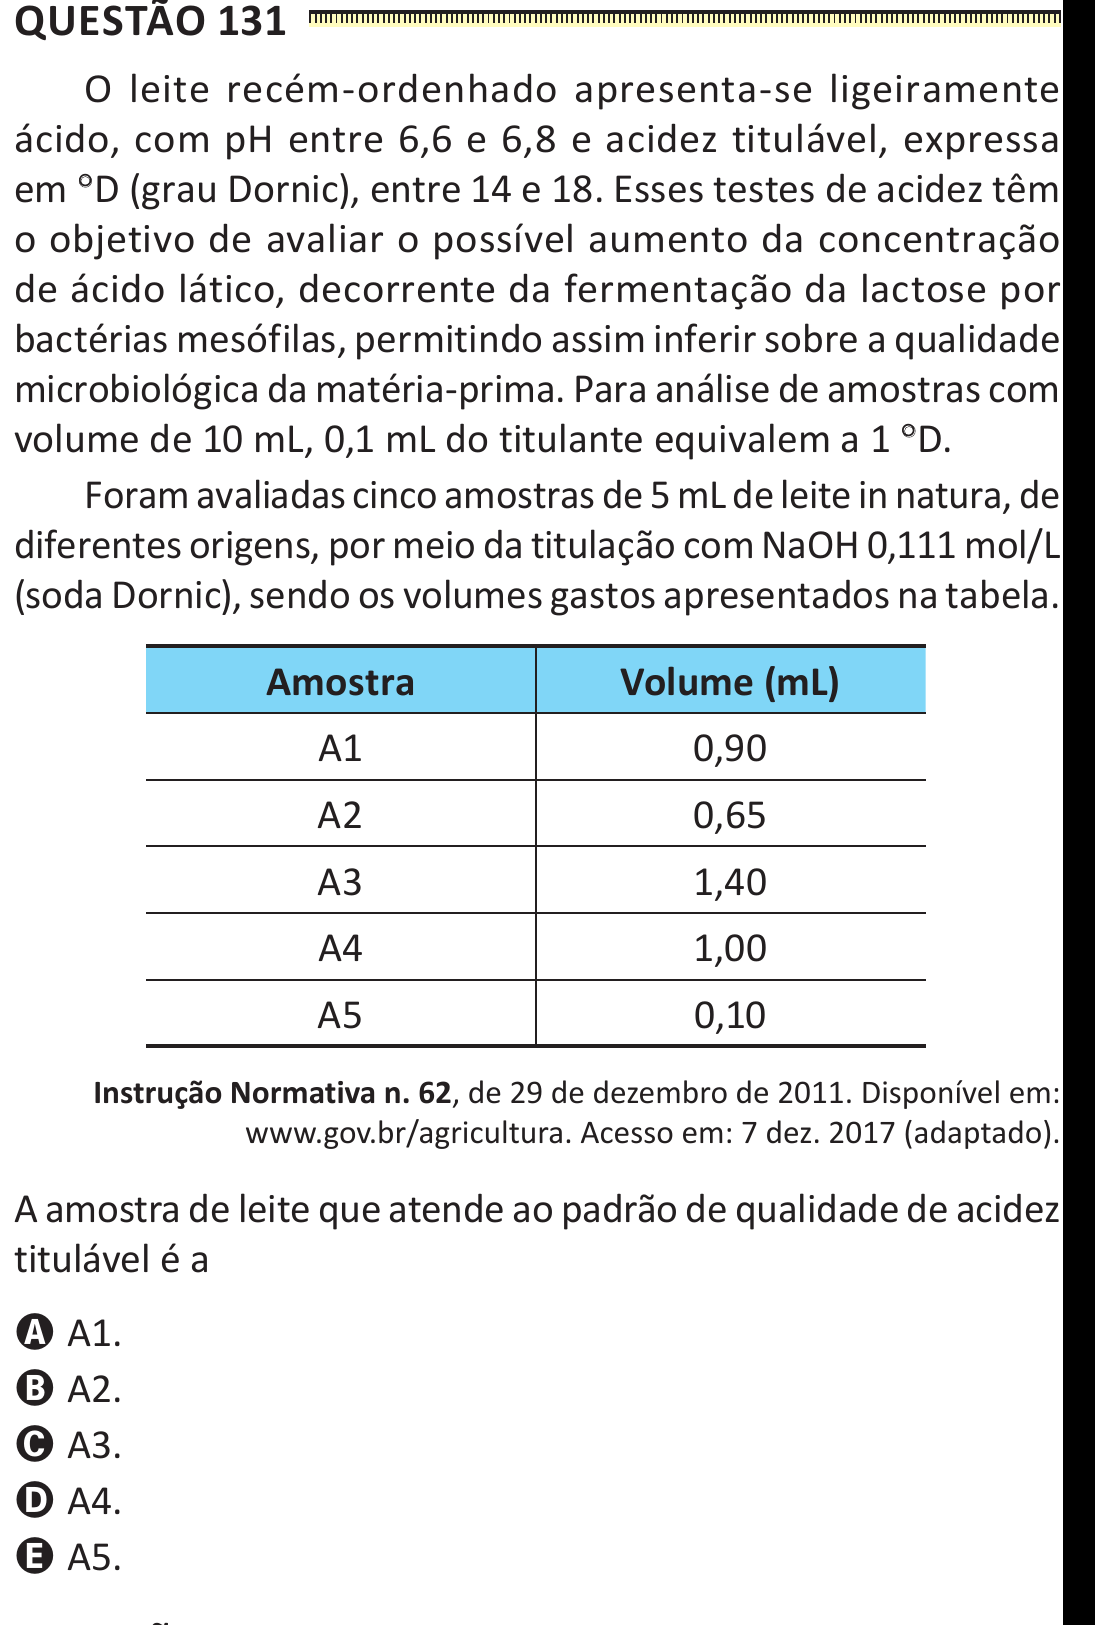 QUESTÃO 131
O leite recém-ordenhado apresenta-se ligeiramente
ácido, com pH entre 6,6 e 6,8 e acidez titulável, expressa
em °D (grau Dornic), entre 14 e 18. Esses testes de acidez têm
o objetivo de avaliar o possível aumento da concentração
de ácido lático, decorrente da fermentação da lactose por
bactérias mesófilas, permitindo assim inferir sobre a qualidade
microbiológica da matéria-prima. Para análise de amostras com
volume de 10 mL, 0,1 mL do titulante equivalem a 1 °D.
Foram avaliadas cinco amostras de 5 mL de leite in natura, de
diferentes origens, por meio da titulação com NaOH 0,111 mol/L
(soda Dornic), sendo os volumes gastos apresentados na tabela.
Amostra Volume (mL)
A1 0,90
A2 0,65
A3 1,40
A4 1,00
A5 0,10
Instrução Normativa n. 62, de 29 de dezembro de 2011. Disponível em:
www.gov.br/agricultura. Acesso em: 7 dez. 2017 (adaptado).
A amostra de leite que atende ao padrão de qualidade de acidez
titulável é a
A A1.
B A2.
C A3.
D A4.
E A5.